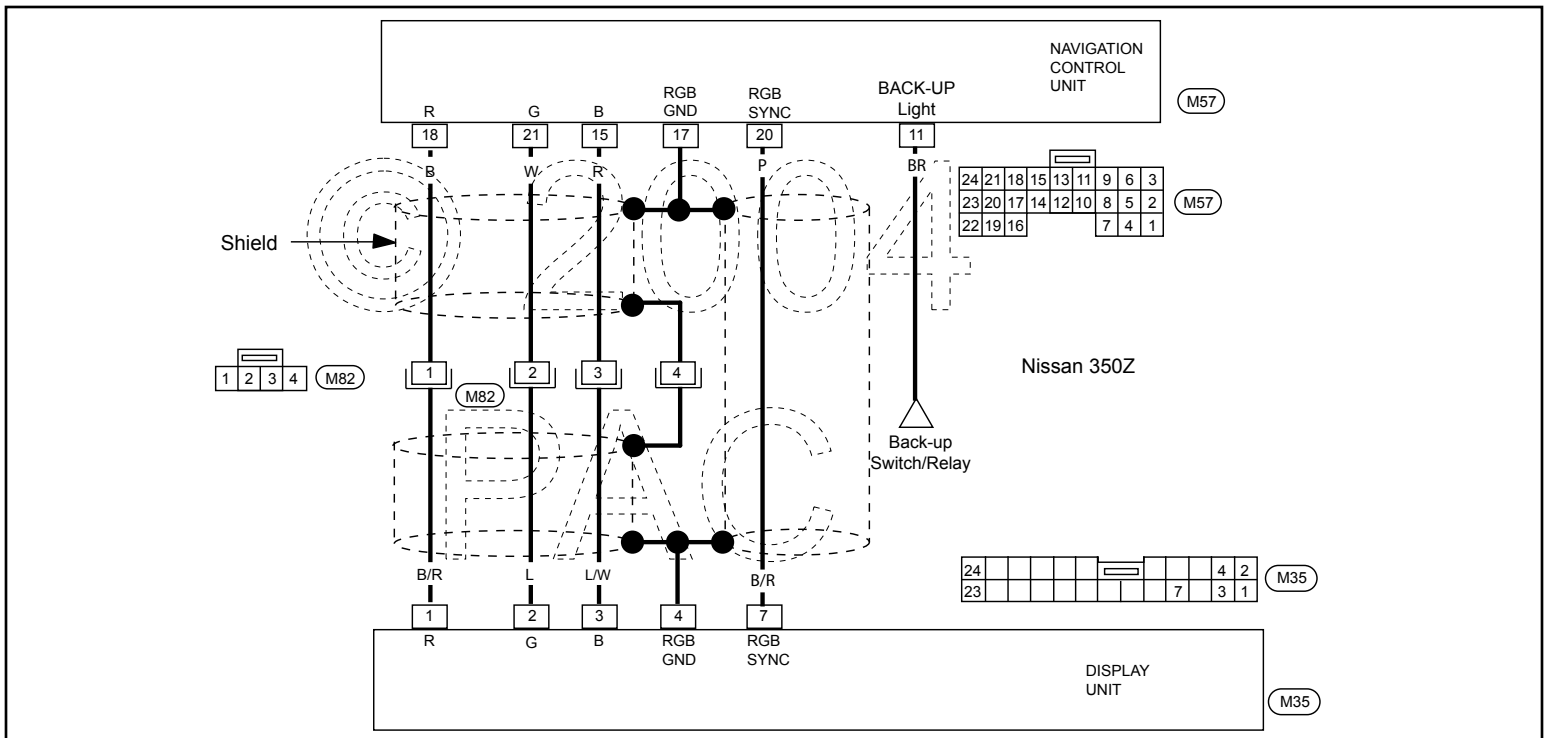 NAVIGATION
CONTROL
UNIT
M57
R G B RGB GND RGB SYNC BACK-UP Light
18 21 15 17 20 11
B W R P BR
24 21 18 15 13 11 9 6 3
23 20 17 14 12 10 8 5 2
22 19 16 7 4 1
M57
Shield
© 2004
Nissan 350Z
1 2 3 4 M82
1 2 3 4
M82
Back-up
Switch/Relay
PAC
24 4 2
23 7 3 1
M35
B/R L L/W B/R
1 2 3 4 7
R G B RGB GND RGB SYNC
DISPLAY
UNIT
M35